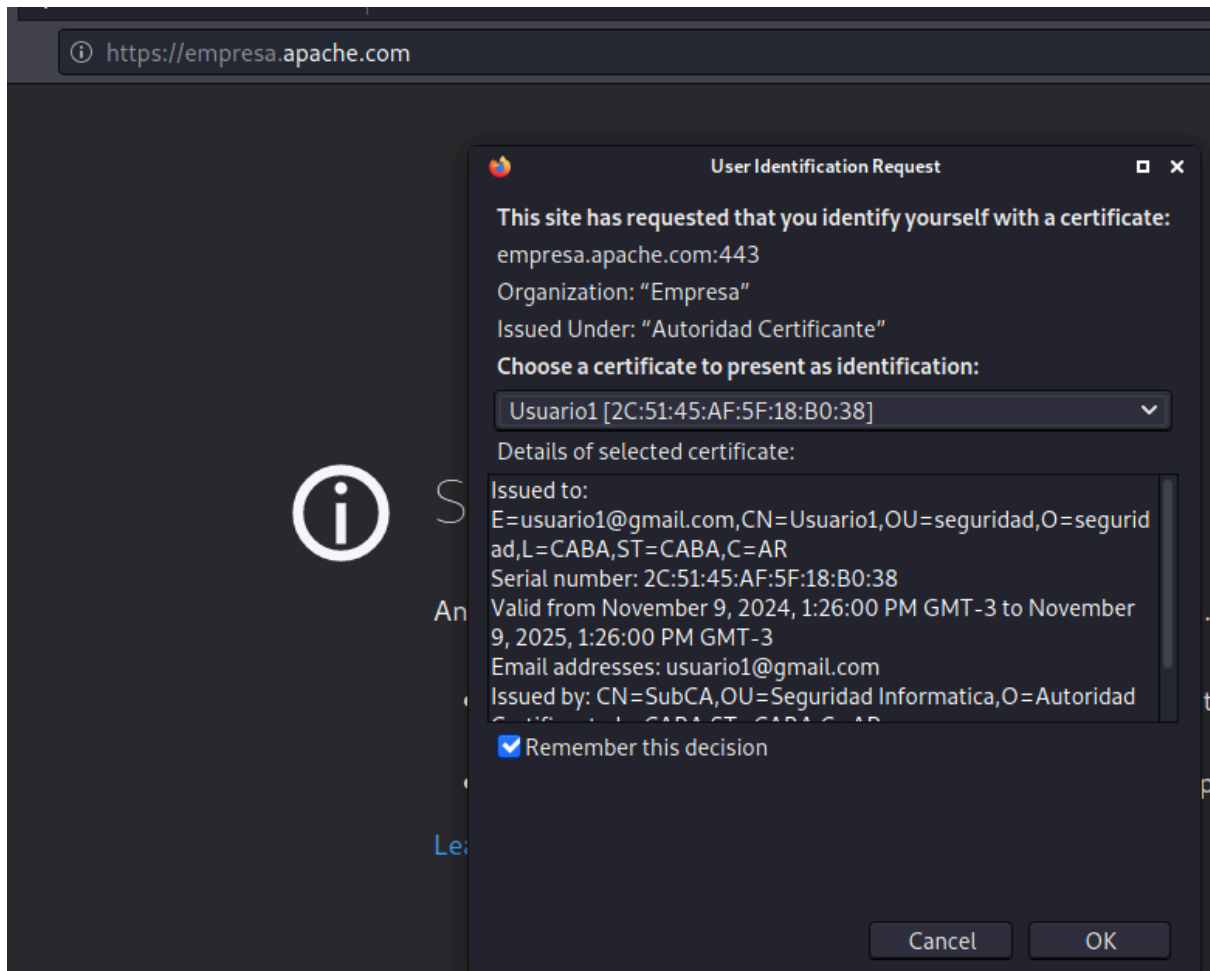 https://empresa.apache.com
User Identification Request
This site has requested that you identify yourself with a certificate:
empresa.apache.com:443
Organization: “Empresa”
Issued Under: “Autoridad Certificante”
Choose a certificate to present as identification:
Usuario1 [2C:51:45:AF:5F:18:B0:38]
Details of selected certificate:
Issued to:
E=usuario1@gmail.com,CN=Usuario1,OU=seguridad,O=segurid
ad,L=CABA,ST=CABA,C=AR
Serial number: 2C:51:45:AF:5F:18:B0:38
Valid from November 9, 2024, 1:26:00 PM GMT-3 to November
9, 2025, 1:26:00 PM GMT-3
Email addresses: usuario1@gmail.com
Issued by: CN=SubCA,OU=Seguridad Informatica,O=Autoridad
Remember this decision
Cancel
OK